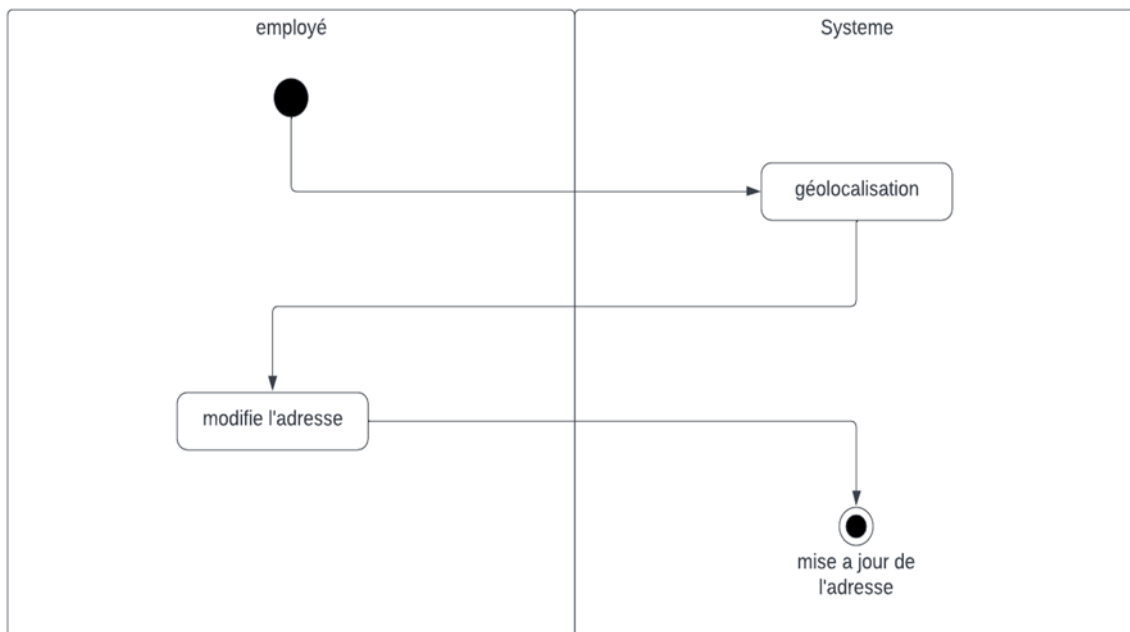 employé
Systeme
géolocalisation
modifie l'adresse
mise a jour de
l'adresse